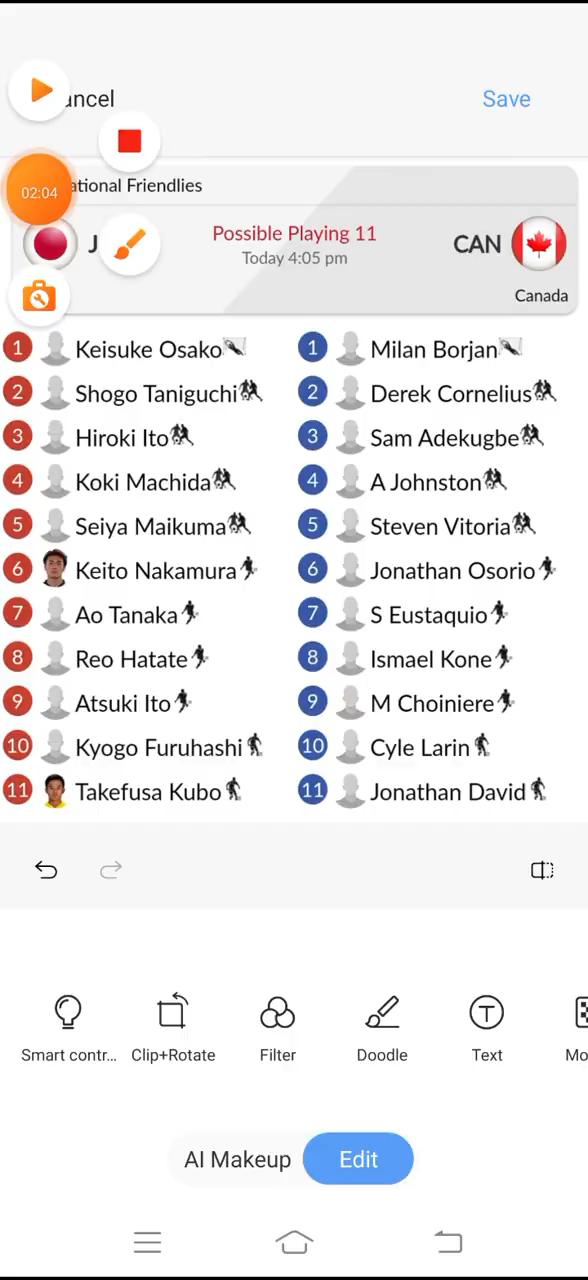 ancel
Save
02:04
ational Friendlies
J
Possible Playing 11
Today 4:05 pm
CAN
Canada
1 Keisuke Osako
1 Milan Borjan
2 Shogo Taniguchi
2 Derek Cornelius
3 Hiroki Ito
3 Sam Adekugbe
4 Koki Machida
4 A Johnston
5 Seiya Maikuma
5 Steven Vitoria
6 Keito Nakamura
6 Jonathan Osorio
7 Ao Tanaka
7 S Eustaquio
8 Reo Hatate
8 Ismael Kone
9 Atsuki Ito
9 M Choiniere
10 Kyogo Furuhashi
10 Cyle Larin
11 Takefusa Kubo
11 Jonathan David
Smart contr...
Clip+Rotate
Filter
Doodle
Text
Mo
AI Makeup
Edit